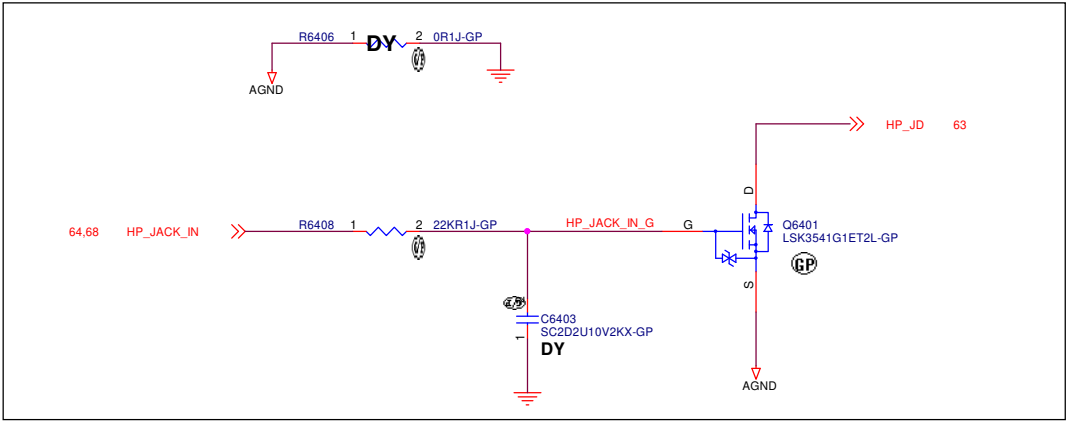 R6406 1 DY 2 0R1J-GP
AGND
HP_JD 63
D
64,68 HP_JACK_IN R6408 1 2 22KR1J-GP HP_JACK_IN_G G Q6401
LSK3541G1ET2L-GP
GP
S
C6403
SC2D2U10V2KX-GP
1 DY
AGND